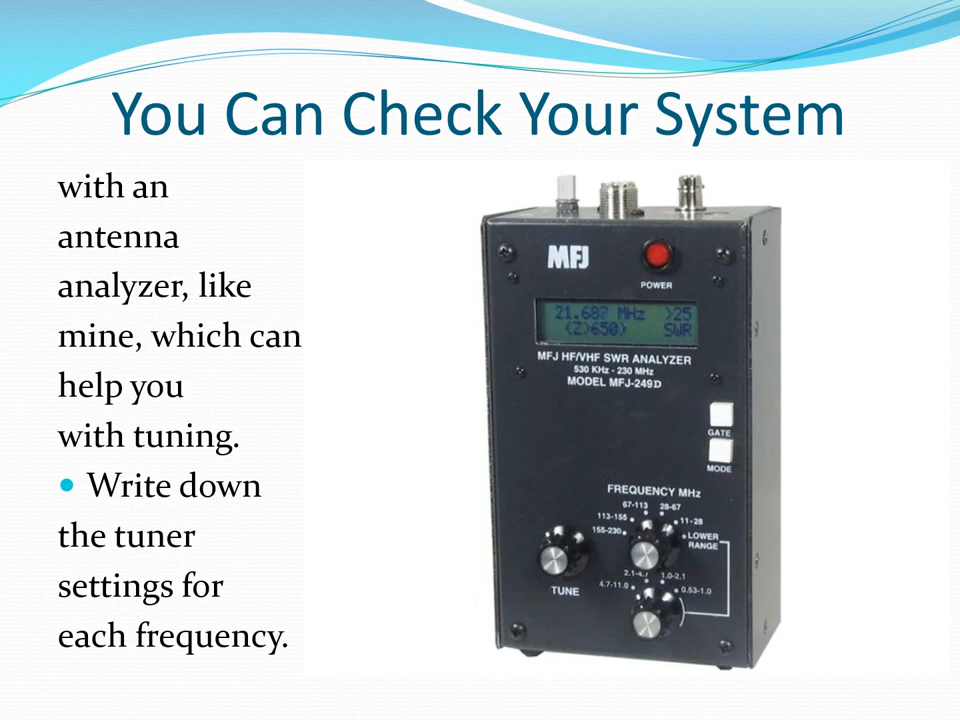 You Can Check Your System
with an
antenna
analyzer, like
mine, which can
help you
with tuning.
• Write down
the tuner
settings for
each frequency.
MFJ
POWER
21.687 MHz >25
(Z>650) SWR
MFJ HF/VHF SWR ANALYZER
530 KHz - 230 MHz
MODEL MFJ-249D
GATE
MODE
FREQUENCY MHz
67-113 28-67
113-155 11-28
155-230 LOWER
RANGE
2.1-4.7 1.0-2.1
4.7-11.0 0.53-1.0
TUNE